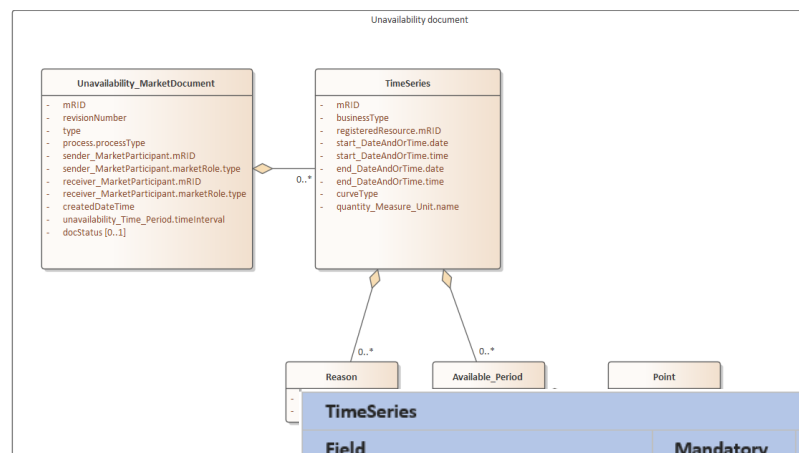 Unavailability document
Unavailability_MarketDocument
- mRID
- revisionNumber
- type
- process.processType
- sender_MarketParticipant.mRID
- sender_MarketParticipant.marketRole.type
- receiver_MarketParticipant.mRID
- receiver_MarketParticipant.marketRole.type
- createdDateTime
- unavailability_Time_Period.timeInterval
- docStatus [0..1]
TimeSeries
- mRID
- businessType
- registeredResource.mRID
- start_DateAndOrTime.date
- start_DateAndOrTime.time
- end_DateAndOrTime.date
- end_DateAndOrTime.time
- curveType
- quantity_Measure_Unit.name
0..*
0..*
0..*
Reason
-
-
Available_Period
Point
TimeSeries
Field Mandatory